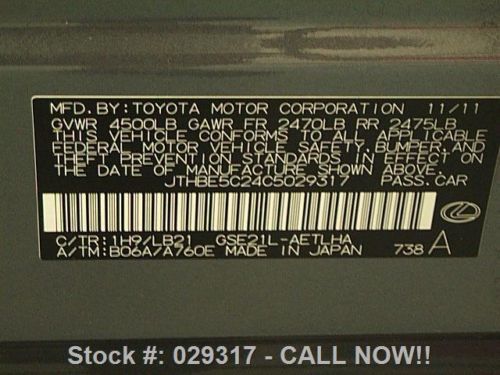 MFD. BY: TOYOTA MOTOR CORPORATION 11/11
GVWR 4500LB GAWR FR 2470LB RR 2475LB
THIS VEHICLE CONFORMS TO ALL APPLICABLE
FEDERAL MOTOR VEHICLE SAFETY, BUMPER, AND
THEFT PREVENTION STANDARDS IN EFFECT ON
THE DATE OF MANUFACTURE SHOWN ABOVE.
JTHBE5C24C5029317 PASS.CAR
C/TR: 1H9/LB21 GSE21L-AETLHA
A/TM: B06A/A760E MADE IN JAPAN 738 A
Stock #: 029317 - CALL NOW!!